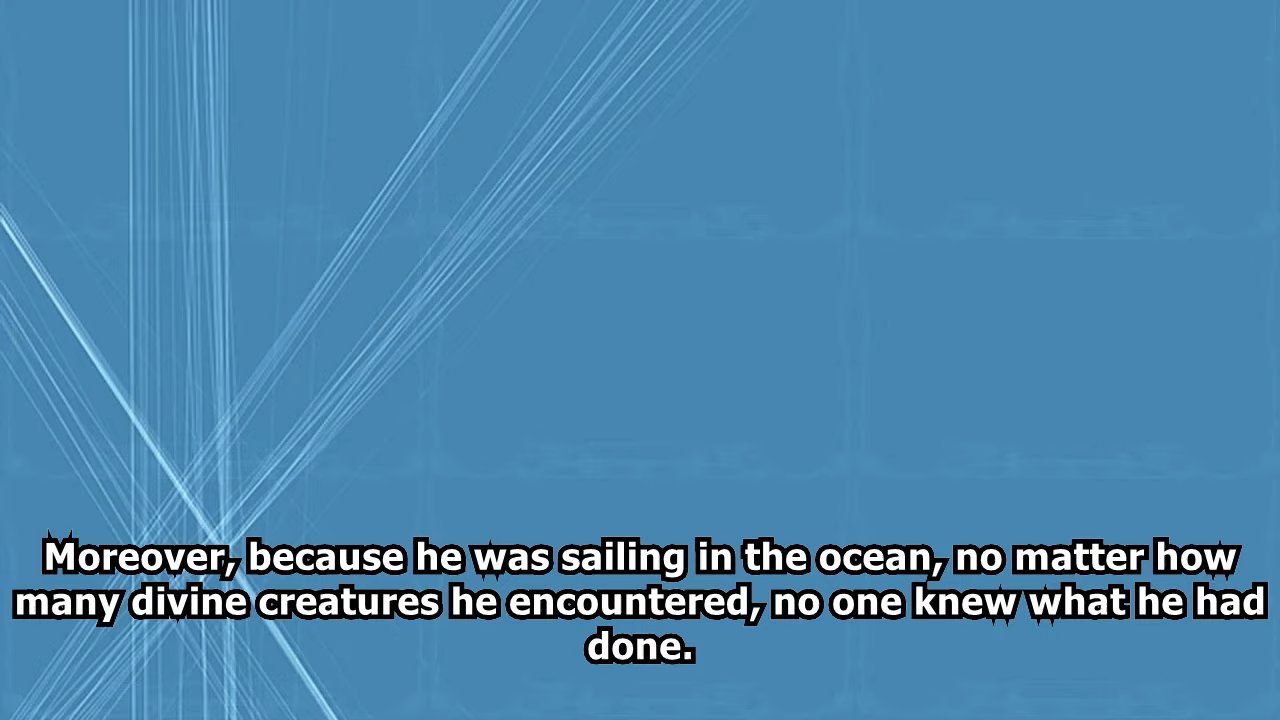 Moreover, because he was sailing in the ocean, no matter how
many divine creatures he encountered, no one knew what he had
done.